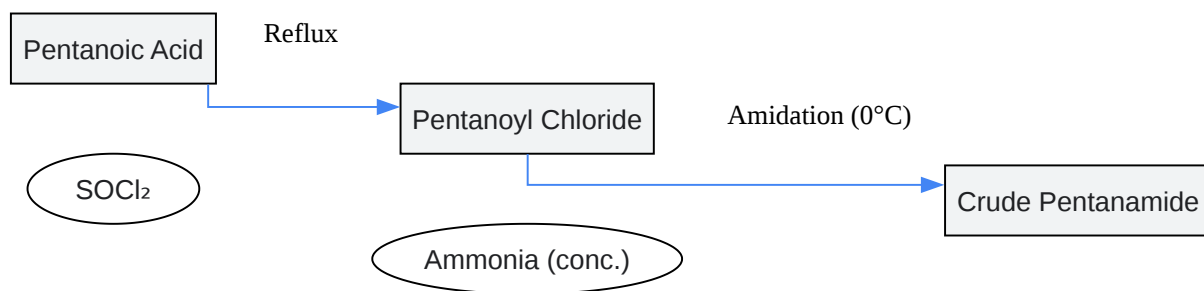 Pentanoic Acid
Reflux
Pentanoyl Chloride
Amidation (0°C)
SOCl₂
Crude Pentanamide
Ammonia (conc.)